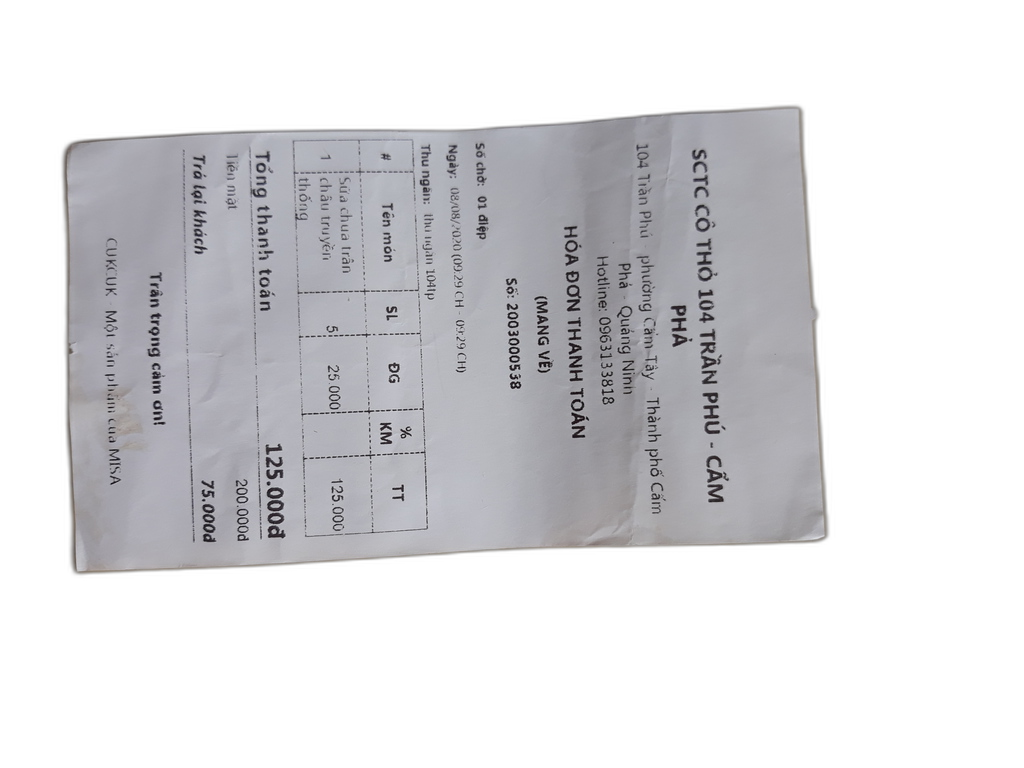 SCTC CÔ THỎ 104 TRẦN PHÚ - CẨM
PHẢ
104 Trần Phú phường Cẩm Tây - Thành phố Cẩm
Phả - Quảng Ninh
Hotline: 0963133818
HÓA ĐƠN THANH TOÁN
(MANG VỀ)
Số: 2003000538
Số chờ: 01 điệp
Ngày: 08/08/2020 (09:29 CH - 09:29 CH)
Thu ngân: thu ngân 104tp
# Tên món SL ĐG % KM TT
1 Sữa chua trân 5 25.000 125.000
châu truyền
thống
Tổng thanh toán 125.000đ
Tiền mặt 200.000đ
Trả lại khách 75.000đ
Trân trọng cảm ơn!
CUKCUK Một sản phẩm của MISA